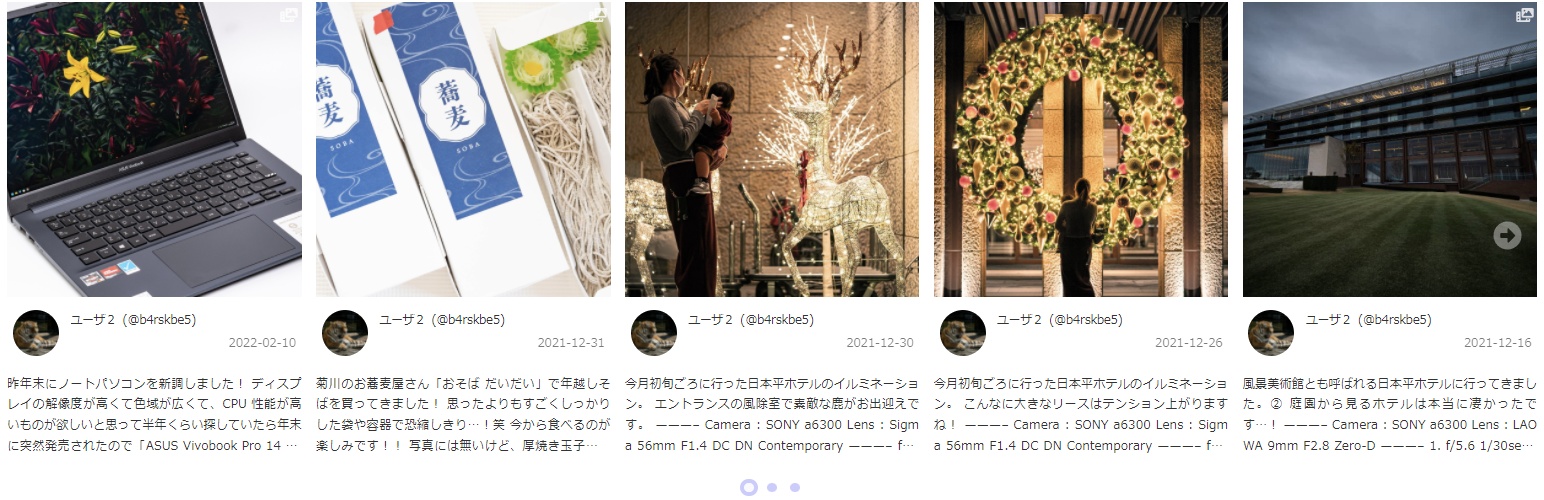 ASUS Vivobook
蕎麦
SOBA
蕎麦
SOBA
ユーザ2 (@b4rskbe5)
2022-02-10
昨年末にノートパソコンを新調しました！ ディスプ
レイの解像度が高くて色域が広くて、CPU 性能が高
いものが欲しいと思って半年くらい探していたら年末
に突然発売されたので「ASUS Vivobook Pro 14 …
ユーザ2 (@b4rskbe5)
2021-12-31
菊川のお蕎麦屋さん「おそば だいだい」で年越しそ
ばを買ってきました！ 思ったよりもすごくしっかり
した袋や容器で恐縮しきり…！笑 今から食べるのが
楽しみです！！ 写真には無いけど、厚焼き玉子…
ユーザ2 (@b4rskbe5)
2021-12-30
今月初旬ごろに行った日本平ホテルのイルミネーショ
ン。 エントランスの風除室で素敵な鹿がお出迎えで
す。 ———– Camera : SONY a6300 Lens : Sigm
a 56mm F1.4 DC DN Contemporary ———– f…
ユーザ2 (@b4rskbe5)
2021-12-26
今月初旬ごろに行った日本平ホテルのイルミネーショ
ン。 こんなに大きなリースはテンション上がります
ね！ ———– Camera : SONY a6300 Lens : Sigm
a 56mm F1.4 DC DN Contemporary ———– f…
ユーザ2 (@b4rskbe5)
2021-12-16
風景美術館とも呼ばれる日本平ホテルに行ってきまし
た。② 庭園から見るホテルは本当に凄かったで
す…！ ———– Camera : SONY a6300 Lens : LAO
WA 9mm F2.8 Zero-D ———– 1. f/5.6 1/30se…